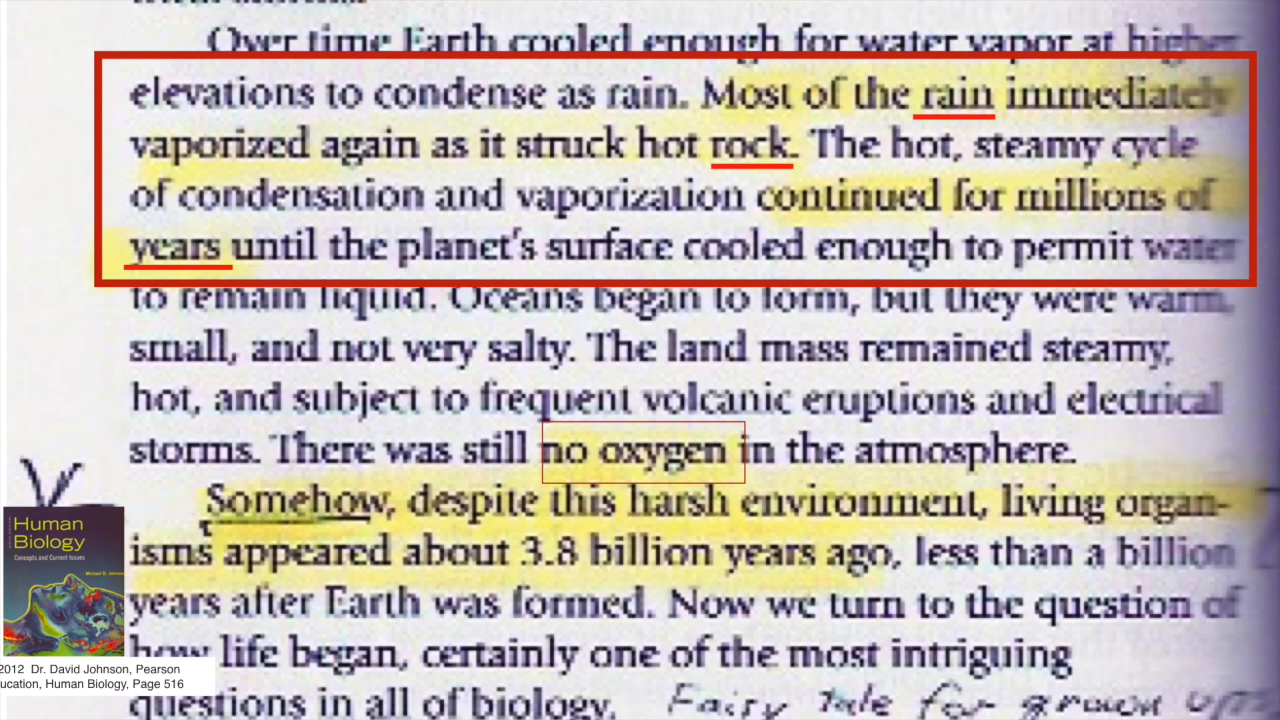 Over time Earth cooled enough for water vapor at higher
elevations to condense as rain. Most of the rain immediately
vaporized again as it struck hot rock. The hot, steamy cycle
of condensation and vaporization continued for millions of
years until the planet's surface cooled enough to permit water
to remain liquid. Oceans began to form, but they were warm,
small, and not very salty. The land mass remained steamy,
hot, and subject to frequent volcanic eruptions and electrical
storms. There was still no oxygen in the atmosphere.
Somehow, despite this harsh environment, living organ-
isms appeared about 3.8 billion years ago, less than a billion
years after Earth was formed. Now we turn to the question of
how life began, certainly one of the most intriguing
questions in all of biology. Fairy tale for grown ups
Human
Biology
Concepts and Current Issues
2012 Dr. David Johnson, Pearson
ucation, Human Biology, Page 516